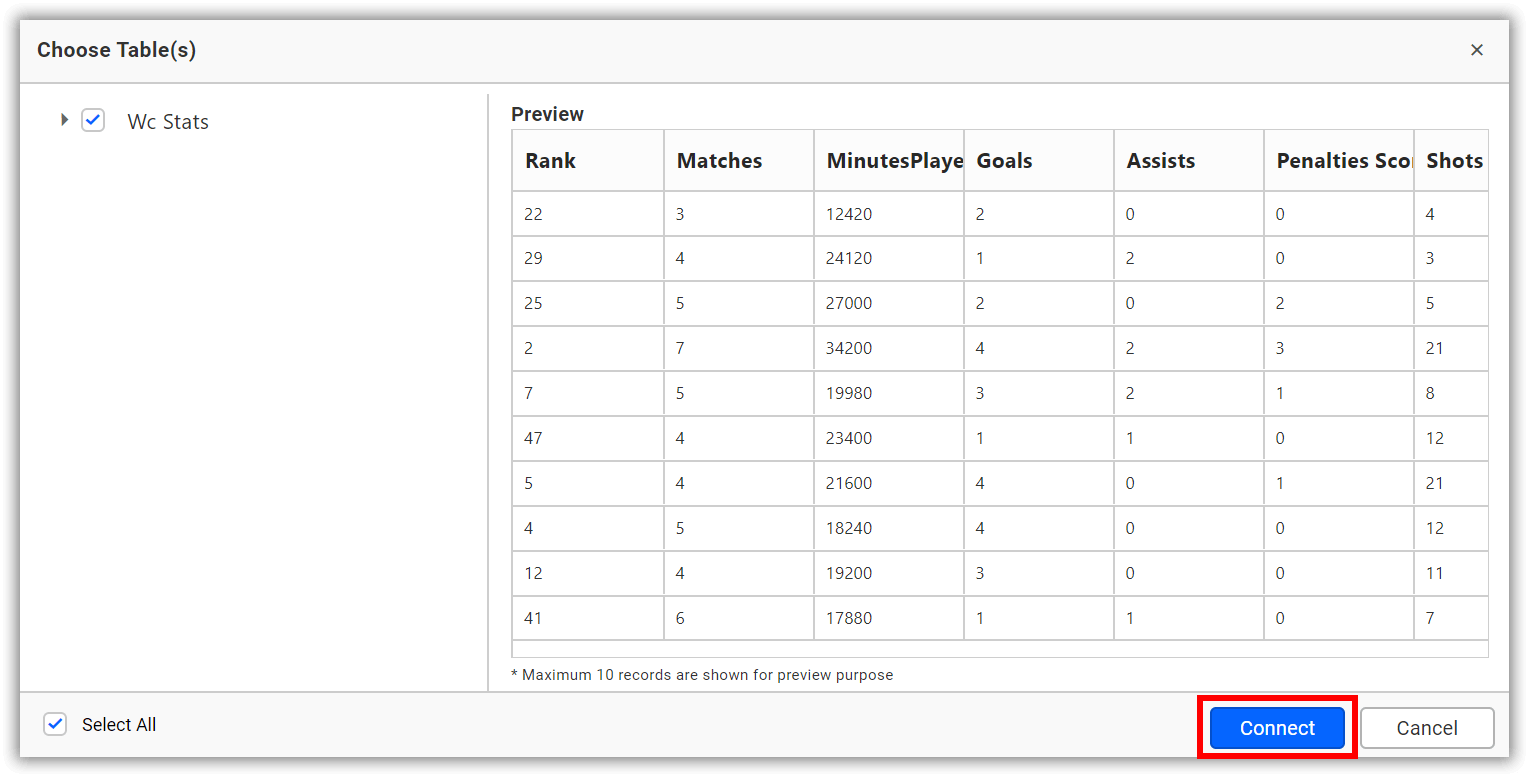 Choose Table(s)
Wc Stats
Preview
Rank Matches MinutesPlaye Goals Assists Penalties Scor Shots
22 3 12420 2 0 0 4
29 4 24120 1 2 0 3
25 5 27000 2 0 2 5
2 7 34200 4 2 3 21
7 5 19980 3 2 1 8
47 4 23400 1 1 0 12
5 4 21600 4 0 1 21
4 5 18240 4 0 0 12
12 4 19200 3 0 0 11
41 6 17880 1 1 0 7
* Maximum 10 records are shown for preview purpose
Select All
Connect Cancel